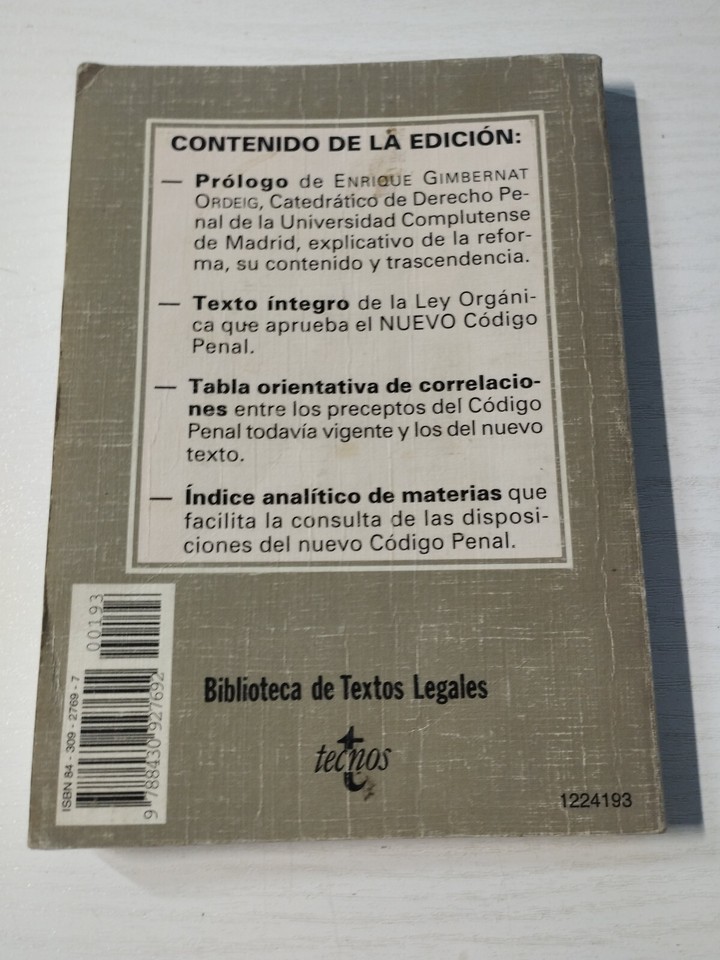 CONTENIDO DE LA EDICIÓN:
— Prólogo de ENRIQUE GIMBERNAT
ORDEIG, Catedrático de Derecho Pe-
nal de la Universidad Complutense
de Madrid, explicativo de la refor-
ma, su contenido y trascendencia.
— Texto íntegro de la Ley Orgáni-
ca que aprueba el NUEVO Código
Penal.
— Tabla orientativa de correlacio-
nes entre los preceptos del Código
Penal todavía vigente y los del nuevo
texto.
— Índice analítico de materias que
facilita la consulta de las disposi-
ciones del nuevo Código Penal.
00193
ISBN 84-309-2769-7
9 788430 927692
Biblioteca de Textos Legales
tecnos
1224193